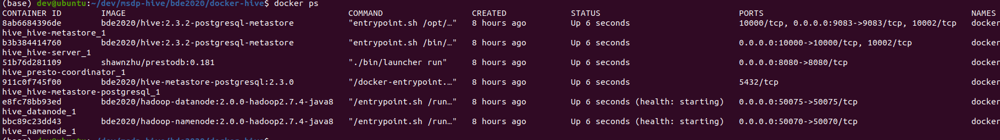 (base) dev@ubuntu:~/dev/msdp-hive/bde2020/docker-hive$ docker ps
CONTAINER ID        IMAGE                                             COMMAND                  CREATED             STATUS                            PORTS                                          NAMES
8ab6684396de        bde2020/hive:2.3.2-postgresql-metastore           "entrypoint.sh /opt/…"   8 hours ago         Up 6 seconds                      10000/tcp, 0.0.0.0:9083->9083/tcp, 10002/tcp   docker
hive_hive-metastore_1
b3b384414760        bde2020/hive:2.3.2-postgresql-metastore           "entrypoint.sh /bin/…"   8 hours ago         Up 6 seconds                      0.0.0.0:10000->10000/tcp, 10002/tcp            docker
hive_hive-server_1
51b76d281109        shawnzhu/prestodb:0.181                           "./bin/launcher run"     8 hours ago         Up 6 seconds                      0.0.0.0:8080->8080/tcp                         docker
hive_presto-coordinator_1
911c0f745f00        bde2020/hive-metastore-postgresql:2.3.0           "/docker-entrypoint.…"   8 hours ago         Up 6 seconds                      5432/tcp                                       docker
hive_hive-metastore-postgresql_1
e8fc78bb93ed        bde2020/hadoop-datanode:2.0.0-hadoop2.7.4-java8   "/entrypoint.sh /run…"   8 hours ago         Up 6 seconds (health: starting)   0.0.0.0:50075->50075/tcp                       docker
hive_datanode_1
bbc89c23dd43        bde2020/hadoop-namenode:2.0.0-hadoop2.7.4-java8   "/entrypoint.sh /run…"   8 hours ago         Up 6 seconds (health: starting)   0.0.0.0:50070->50070/tcp                       docker
hive_namenode_1
(base) dev@ubuntu:~/dev/msdp-hive/bde2020/docker-hive$